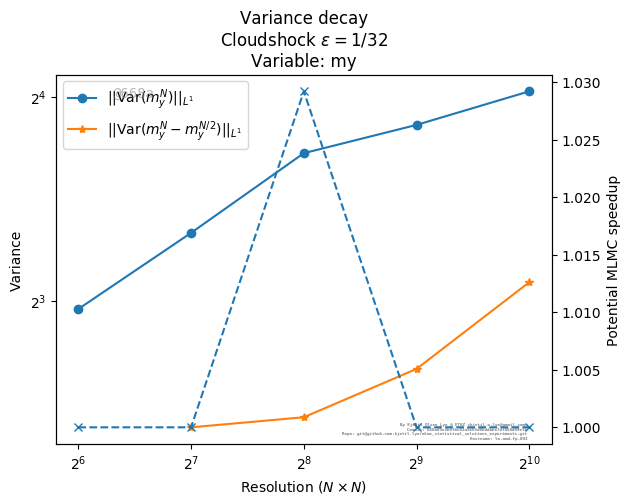 Variance decay
Cloudshock ε = 1/32
Variable: my
||Var(m_y^N)||_{L^1}
||Var(m_y^N − m_y^{N/2})||_{L^1}
2^4
2^3
Variance
1.030
1.025
1.020
1.015
1.010
1.005
1.000
Potential MLMC speedup
2^6 2^7 2^8 2^9 2^10
Resolution (N × N)